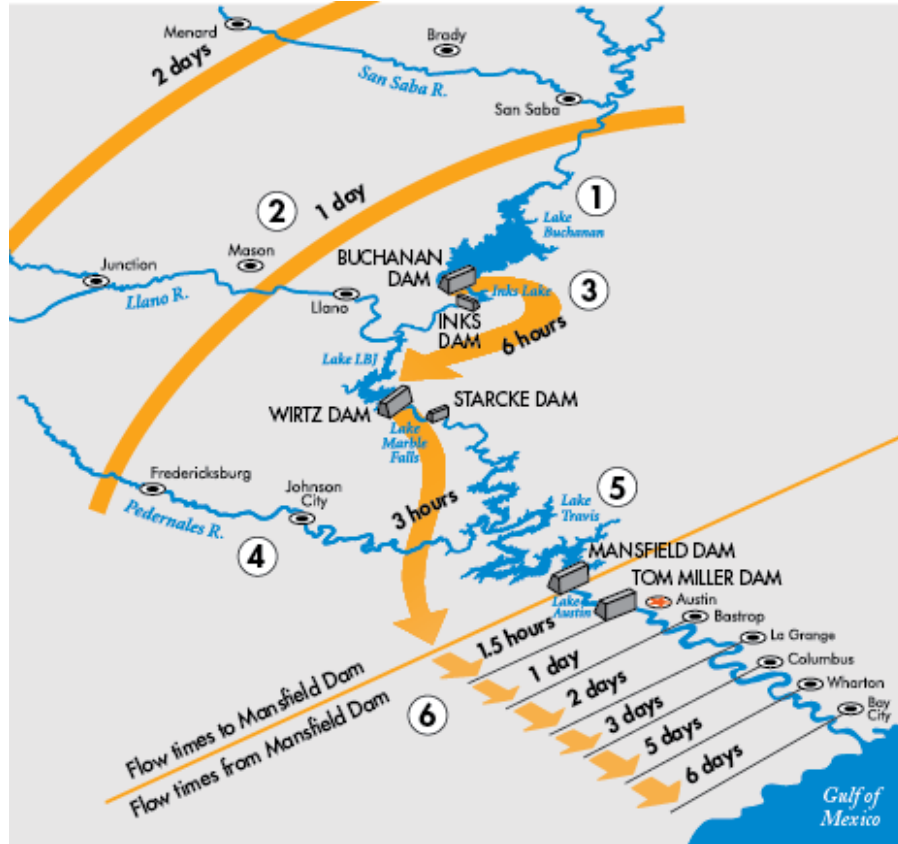 Menard
Brady
2 days
San Saba R.
San Saba
1
2
1 day
Lake
Buchanan
Mason
Junction
BUCHANAN
DAM
Llano R.
Llano
Inks Lake
3
INKS
DAM
6 hours
Lake LBJ
WIRTZ DAM
STARCKE DAM
Lake
Marble
Falls
Fredericksburg
Johnson
City
Pedernales R.
3 hours
5
Lake
Travis
4
MANSFIELD DAM
TOM MILLER DAM
Lake
Austin
Austin
Bastrop
La Grange
Columbus
Wharton
Bay
City
1.5 hours
1 day
2 days
3 days
5 days
6 days
6
Flow times to Mansfield Dam
Flow times from Mansfield Dam
Gulf of
Mexico